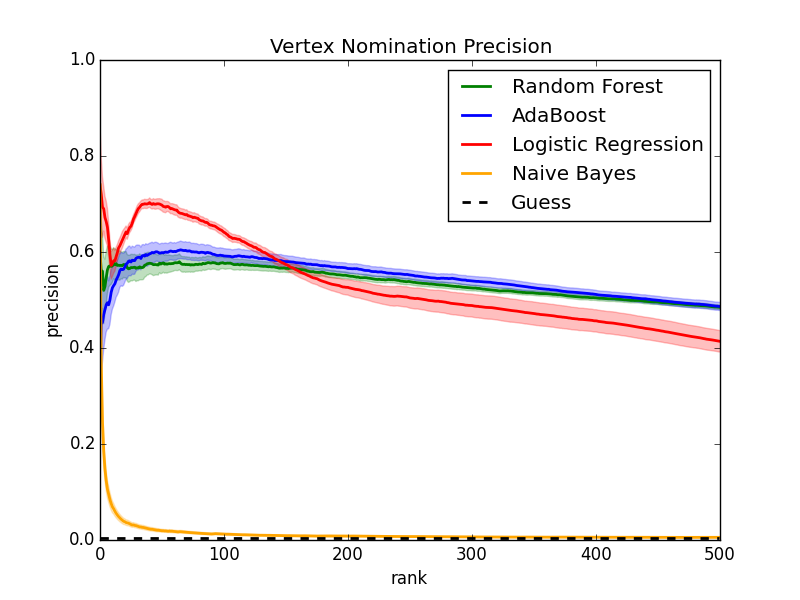 Vertex Nomination Precision
1.0
0.8
0.6
0.4
0.2
0.0
precision
Random Forest
AdaBoost
Logistic Regression
Naive Bayes
Guess
0
100
200
300
400
500
rank